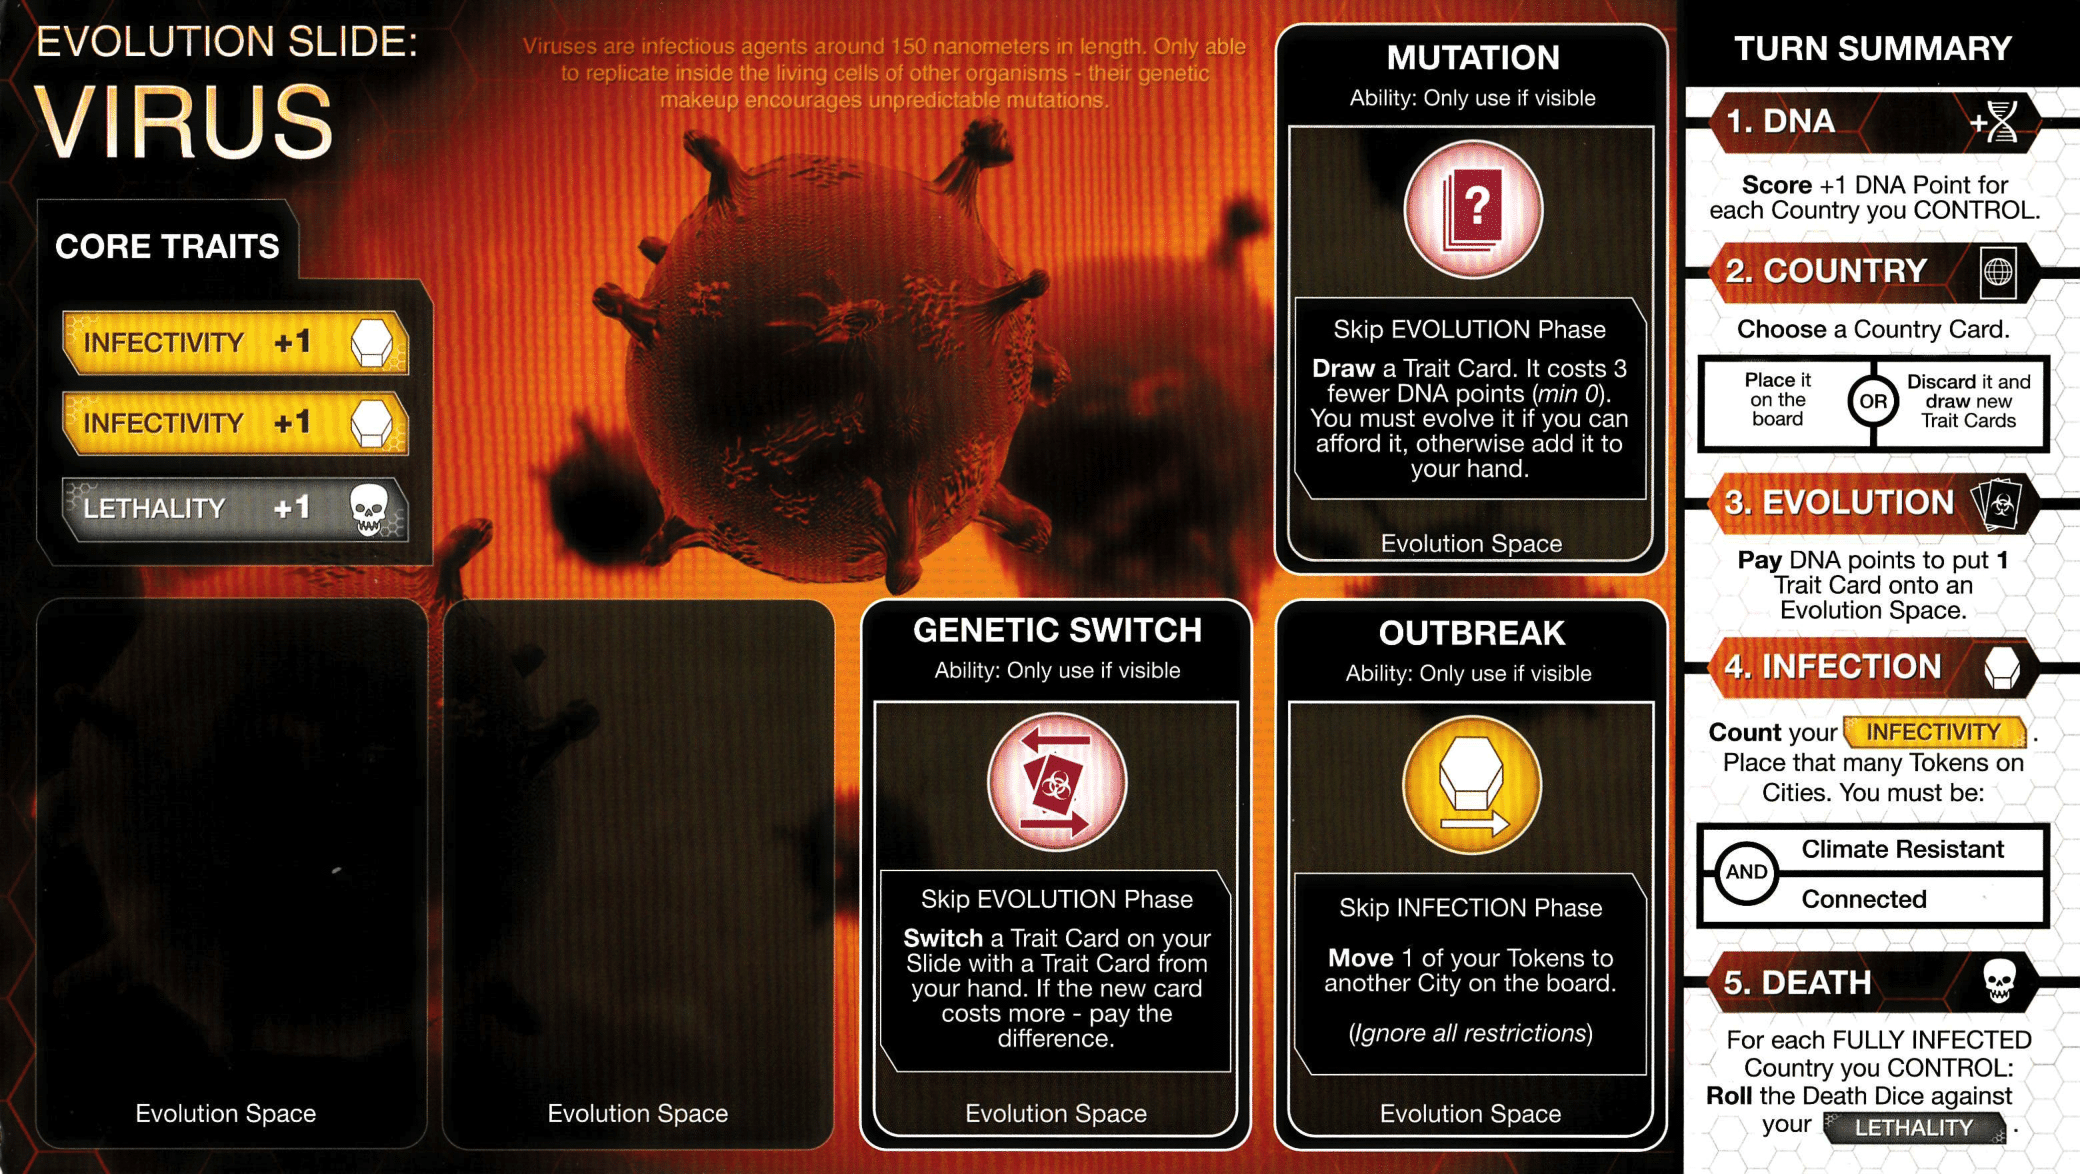 EVOLUTION SLIDE:
VIRUS
Viruses are infectious agents around 150 nanometers in length. Only able
to replicate inside the living cells of other organisms - their genetic
makeup encourages unpredictable mutations.
CORE TRAITS
INFECTIVITY +1
INFECTIVITY +1
LETHALITY +1
Evolution Space
Evolution Space
GENETIC SWITCH
Ability: Only use if visible
Skip EVOLUTION Phase
Switch a Trait Card on your
Slide with a Trait Card from
your hand. If the new card
costs more - pay the
difference.
Evolution Space
MUTATION
Ability: Only use if visible
?
Skip EVOLUTION Phase
Draw a Trait Card. It costs 3
fewer DNA points (min 0).
You must evolve it if you can
afford it, otherwise add it to
your hand.
Evolution Space
OUTBREAK
Ability: Only use if visible
Skip INFECTION Phase
Move 1 of your Tokens to
another City on the board.
(Ignore all restrictions)
Evolution Space
TURN SUMMARY
1. DNA +
Score +1 DNA Point for
each Country you CONTROL.
2. COUNTRY
Choose a Country Card.
Place it
on the
board
OR
Discard it and
draw new
Trait Cards
3. EVOLUTION
Pay DNA points to put 1
Trait Card onto an
Evolution Space.
4. INFECTION
Count your INFECTIVITY .
Place that many Tokens on
Cities. You must be:
AND
Climate Resistant
Connected
5. DEATH
For each FULLY INFECTED
Country you CONTROL:
Roll the Death Dice against
your LETHALITY .